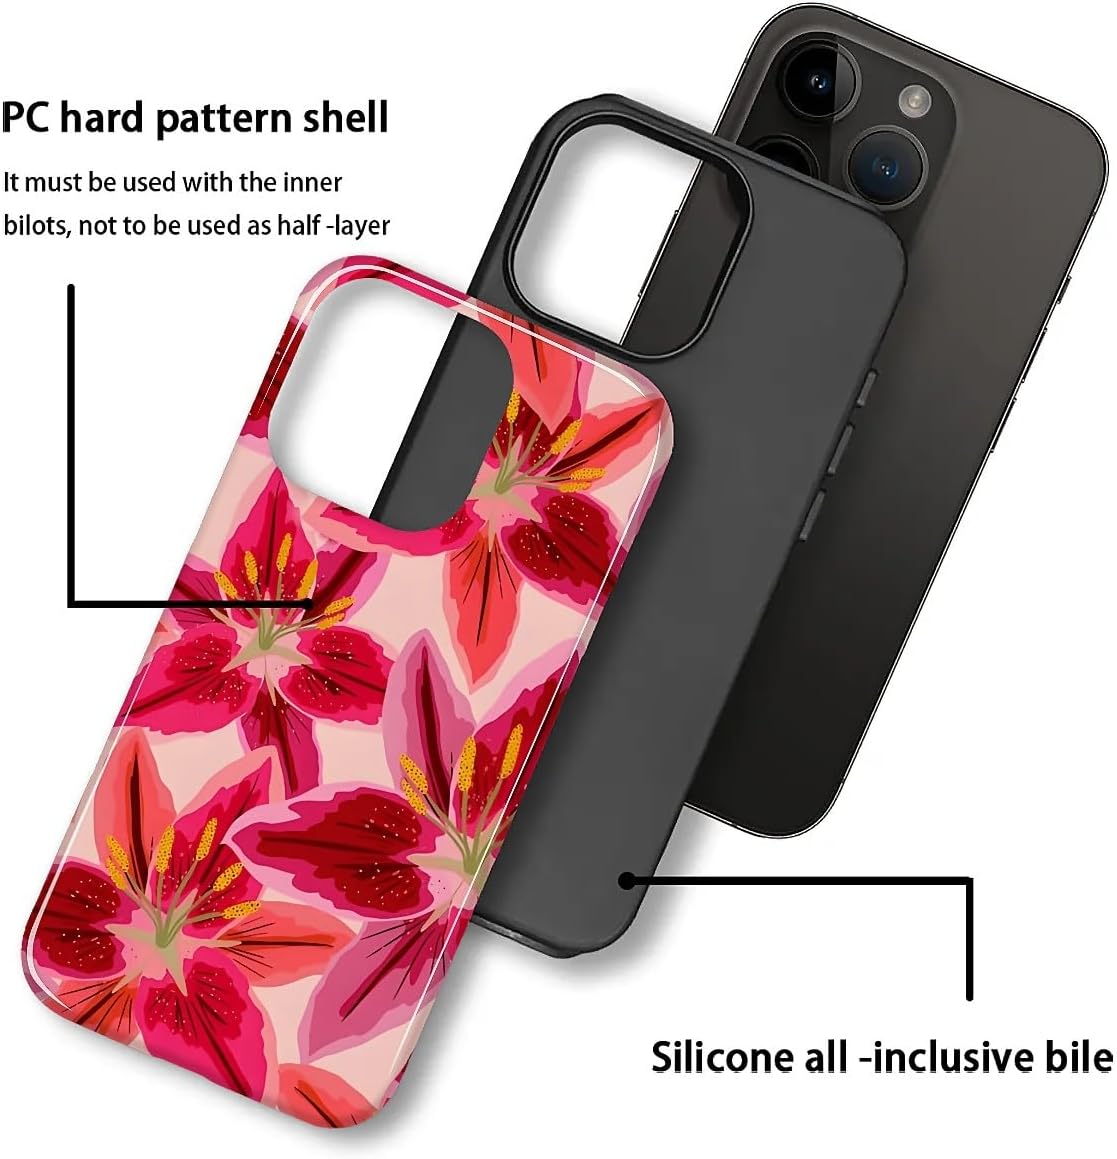 PC hard pattern shell
It must be used with the inner
bilots, not to be used as half -layer
Silicone all -inclusive bile